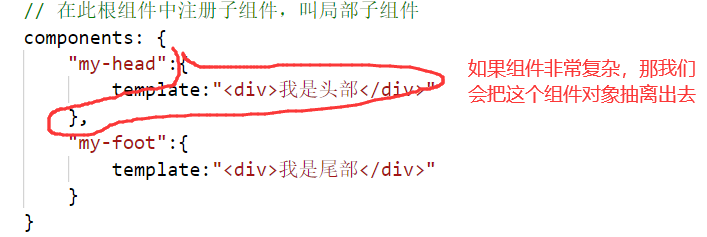 // 在此根组件中注册子组件，叫局部子组件
components: {
"my-head":{
template:"<div>我是头部</div>"
},
"my-foot":{
template:"<div>我是尾部</div>"
}
}
如果组件非常复杂，那我们
会把这个组件对象抽离出去